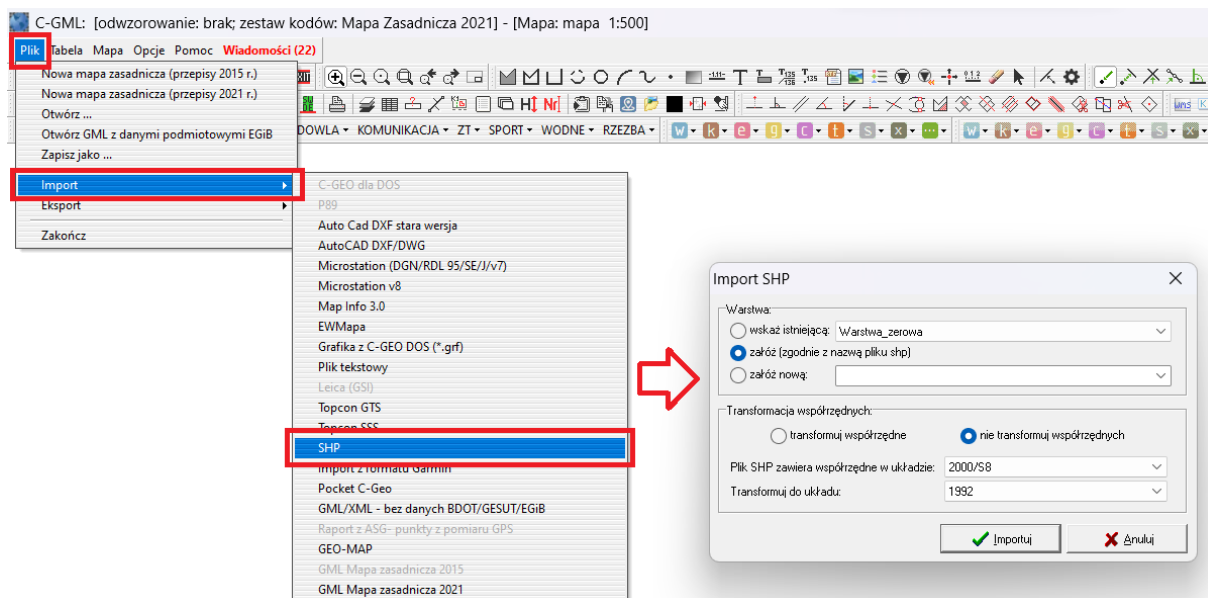 C-GML: [odwzorowanie: brak; zestaw kodów: Mapa Zasadnicza 2021] - [Mapa: mapa 1:500]
Plik Tabela Mapa Opcje Pomoc Wiadomości (22)
Nowa mapa zasadnicza (przepisy 2015 r.)
Nowa mapa zasadnicza (przepisy 2021 r.)
Otwórz ...
Otwórz GML z danymi podmiotowymi EGiB
DOWLA KOMUNIKACJA ZT SPORT WODNE RZEZBA w k e g c t s x w k e g c t s x
Zapisz jako ...
Import
Eksport
Zakończ
C-GEO dla DOS
P89
Auto Cad DXF stara wersja
AutoCAD DXF/DWG
Microstation (DGN/RDL 95/SE/J/v7)
Microstation v8
Map Info 3.0
EWMapa
Grafika z C-GEO DOS (*.grf)
Plik tekstowy
Leica (GSI)
Topcon GTS
Topcon SSS
SHP
Import z formatu Garmin
Pocket C-Geo
GML/XML - bez danych BDOT/GESUT/EGiB
Raport z ASG- punkty z pomiaru GPS
GEO-MAP
GML Mapa zasadnicza 2015
GML Mapa zasadnicza 2021
Import SHP
Warstwa:
wskaż istniejącą: Warstwa_zerowa
załóż (zgodnie z nazwą pliku shp)
załóż nową:
Transformacja współrzędnych:
transformuj współrzędne nie transformuj współrzędnych
Plik SHP zawiera współrzędne w układzie: 2000/S8
Transformuj do układu: 1992
Importuj Anuluj